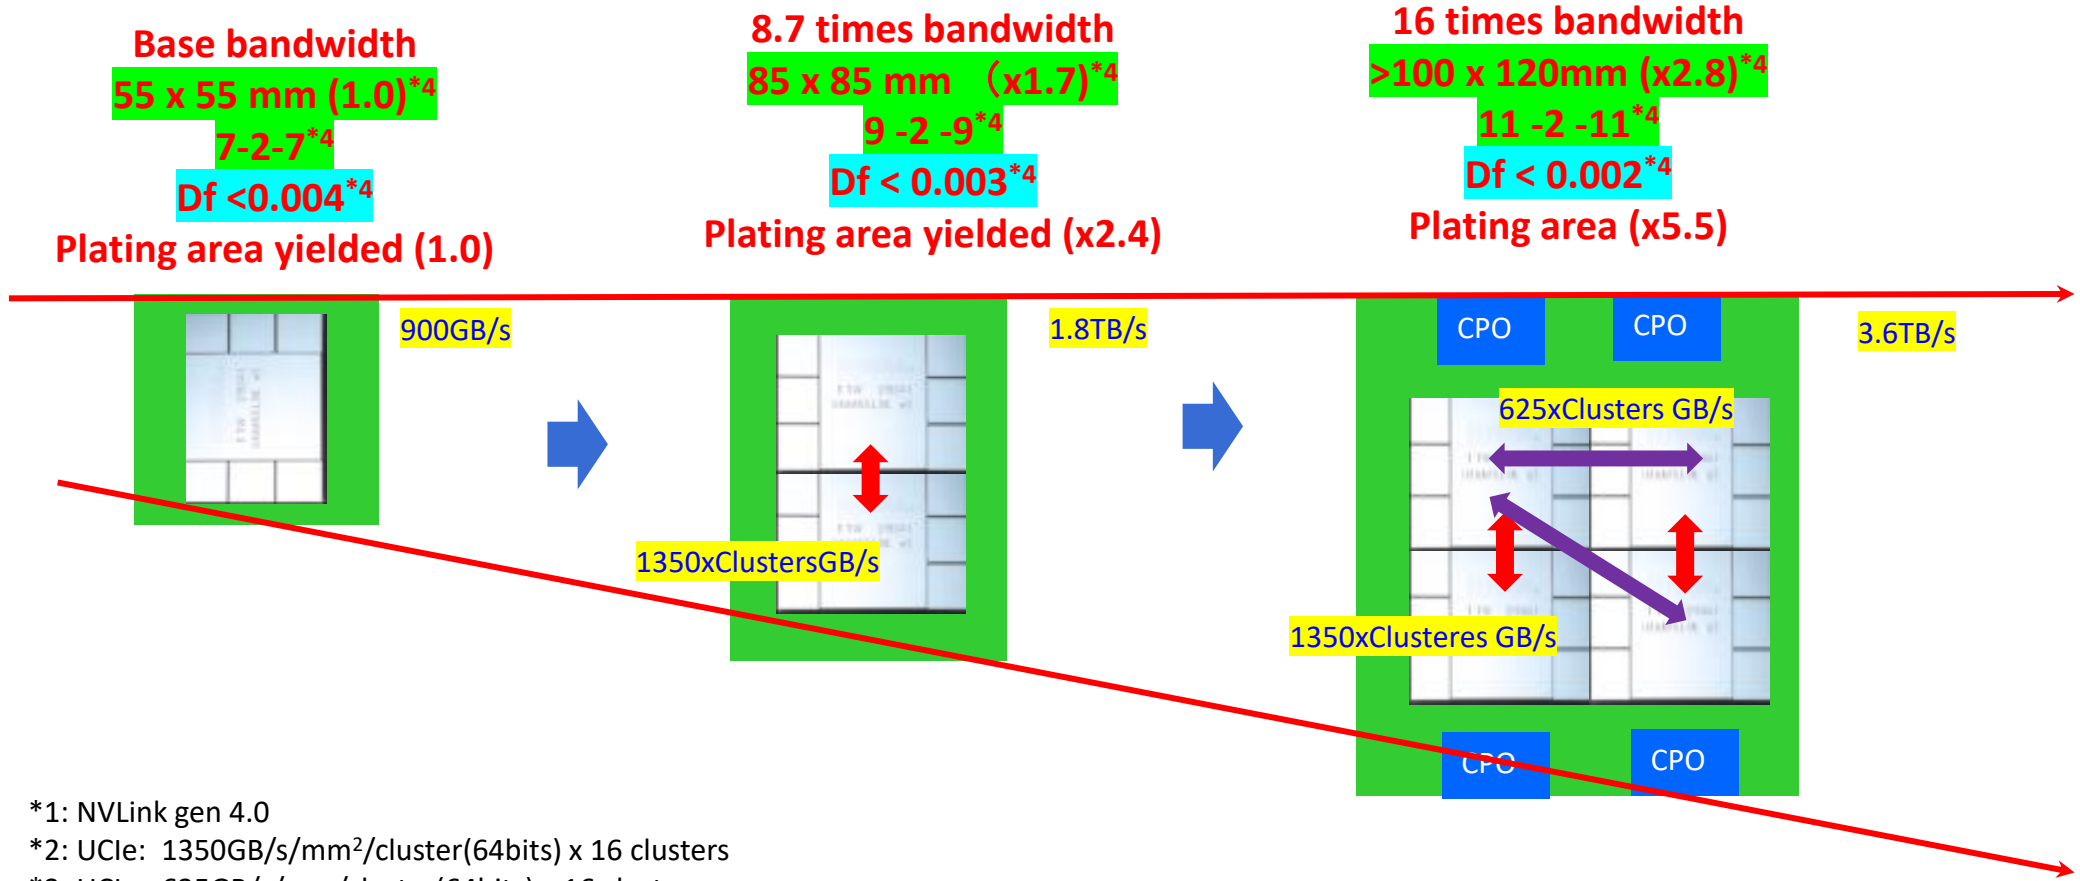 Base bandwidth
55 x 55 mm (1.0)*4
7-2-7*4
Df <0.004*4
Plating area yielded (1.0)
8.7 times bandwidth
85 x 85 mm （x1.7)*4
9 -2 -9*4
Df < 0.003*4
Plating area yielded (x2.4)
16 times bandwidth
>100 x 120mm (x2.8)*4
11 -2 -11*4
Df < 0.002*4
Plating area (x5.5)
900GB/s
1.8TB/s
CPO
CPO
3.6TB/s
625xClusters GB/s
1350xClustersGB/s
1350xClusteres GB/s
CPO
CPO
*1: NVLink gen 4.0
*2: UCIe: 1350GB/s/mm2/cluster(64bits) x 16 clusters